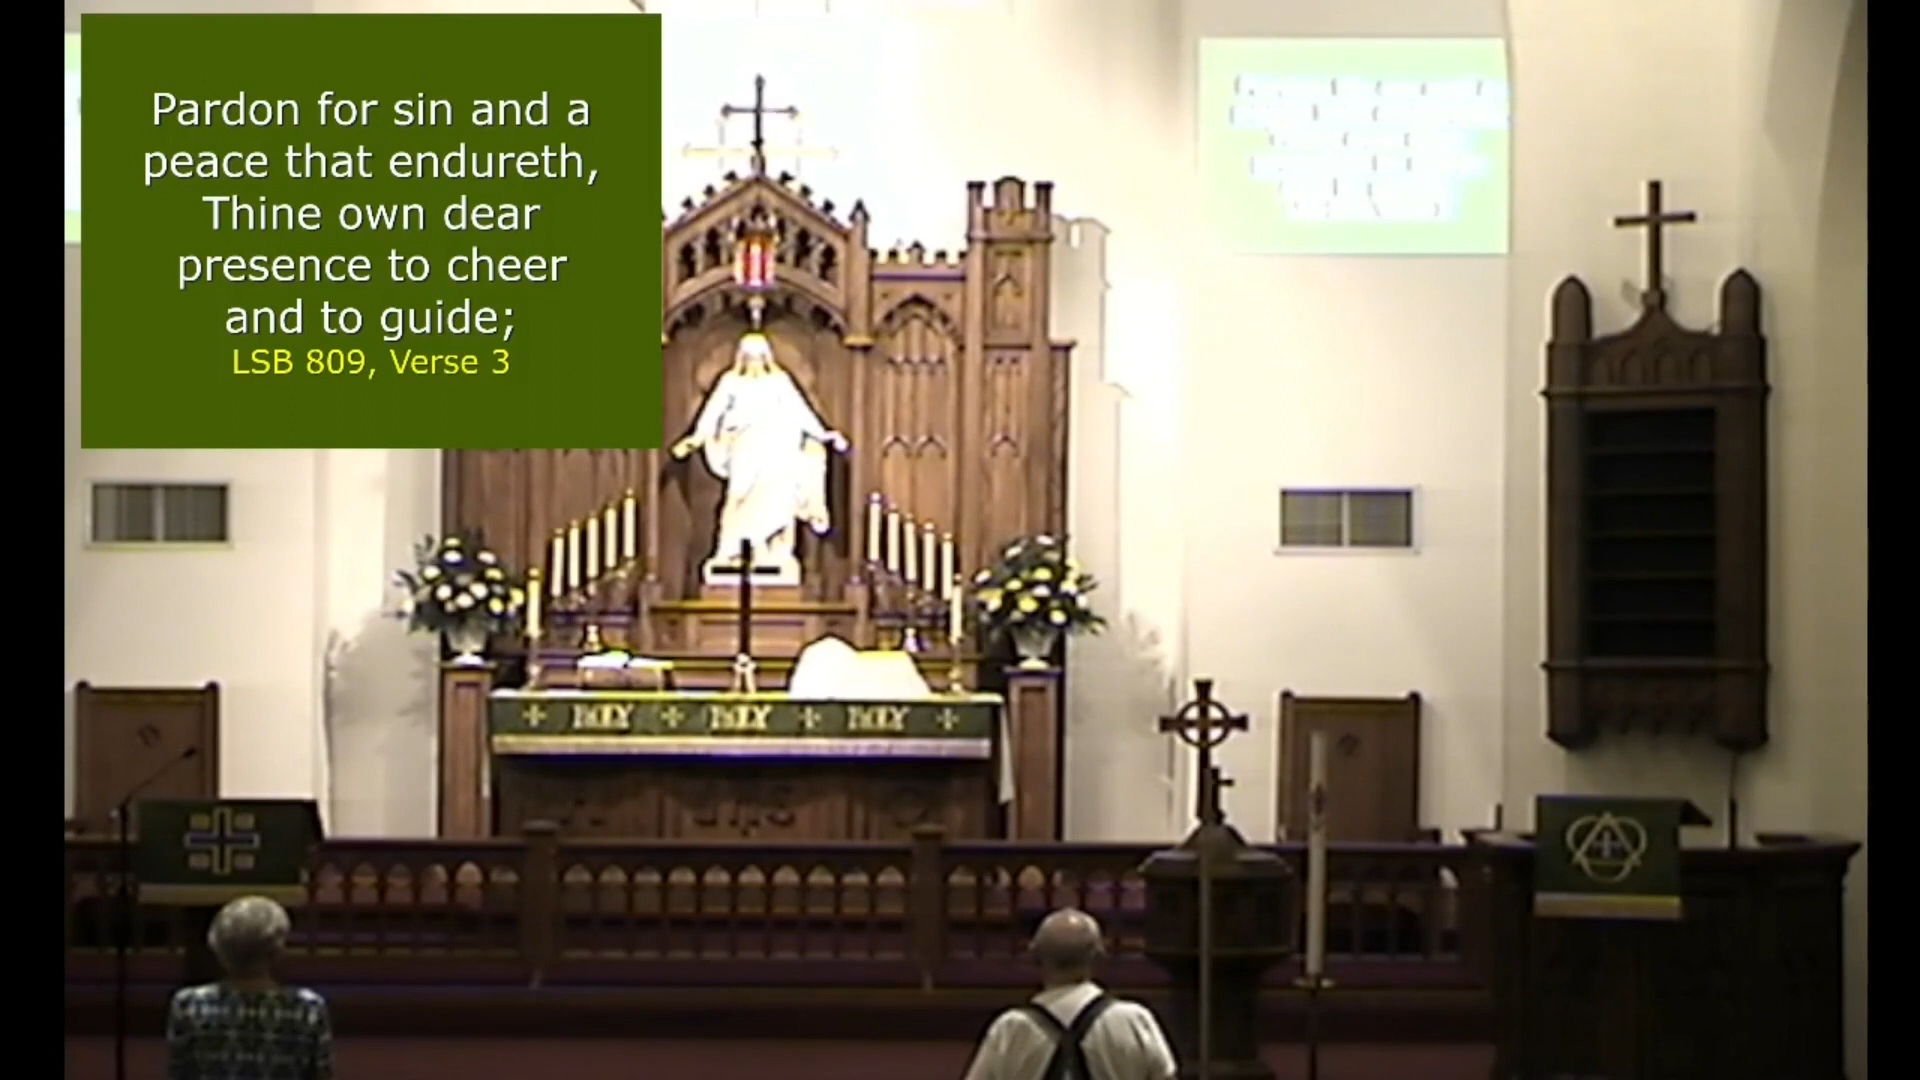 Pardon for sin and a
peace that endureth,
Thine own dear
presence to cheer
and to guide;
LSB 809, Verse 3
HOLY HOLY HOLY